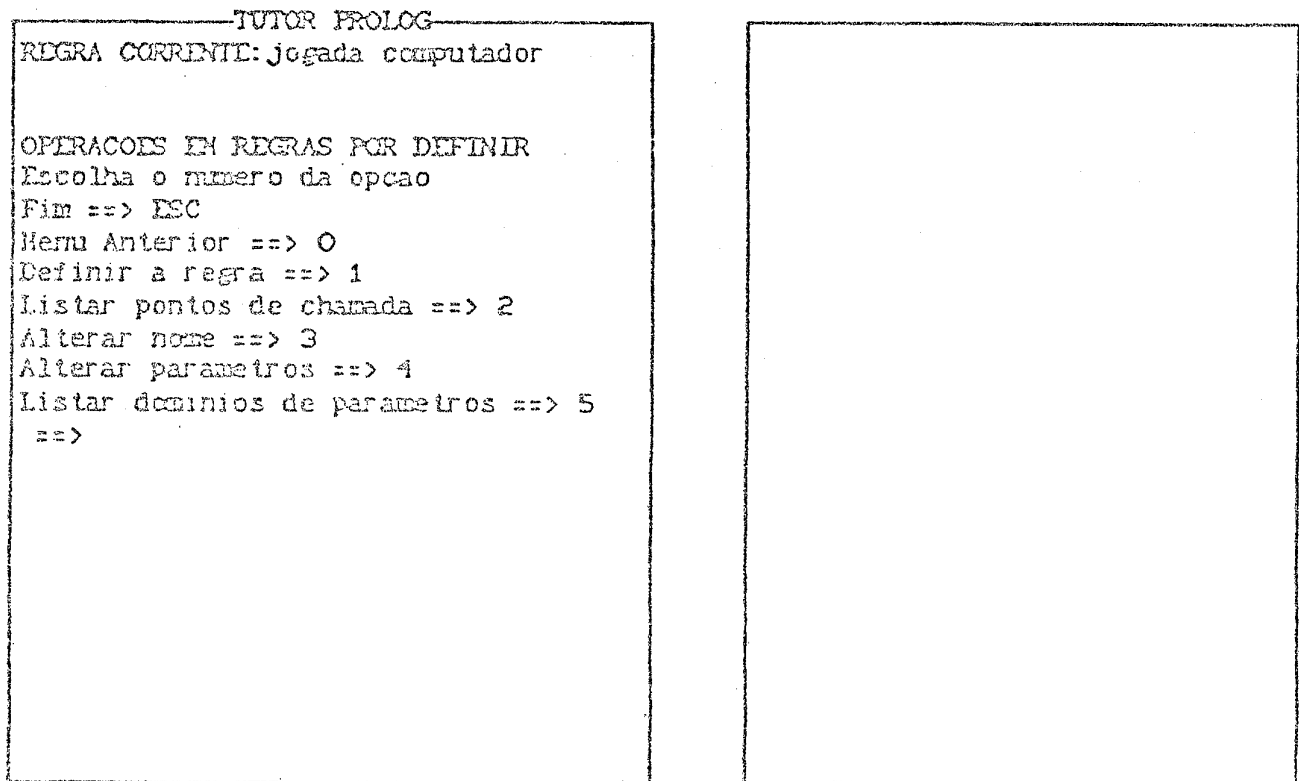 TUTOR PROLOG
REGRA CORRENTE: jogada computador
OPERACOES EM REGRAS POR DEFINIR
Escolha o numero da opcao
Fim ==> ESC
Menu Anterior ==> 0
Definir a regra ==> 1
Listar pontos de chamada ==> 2
Alterar nome ==> 3
Alterar parametros ==> 4
Listar dominios de parametros ==> 5
==>